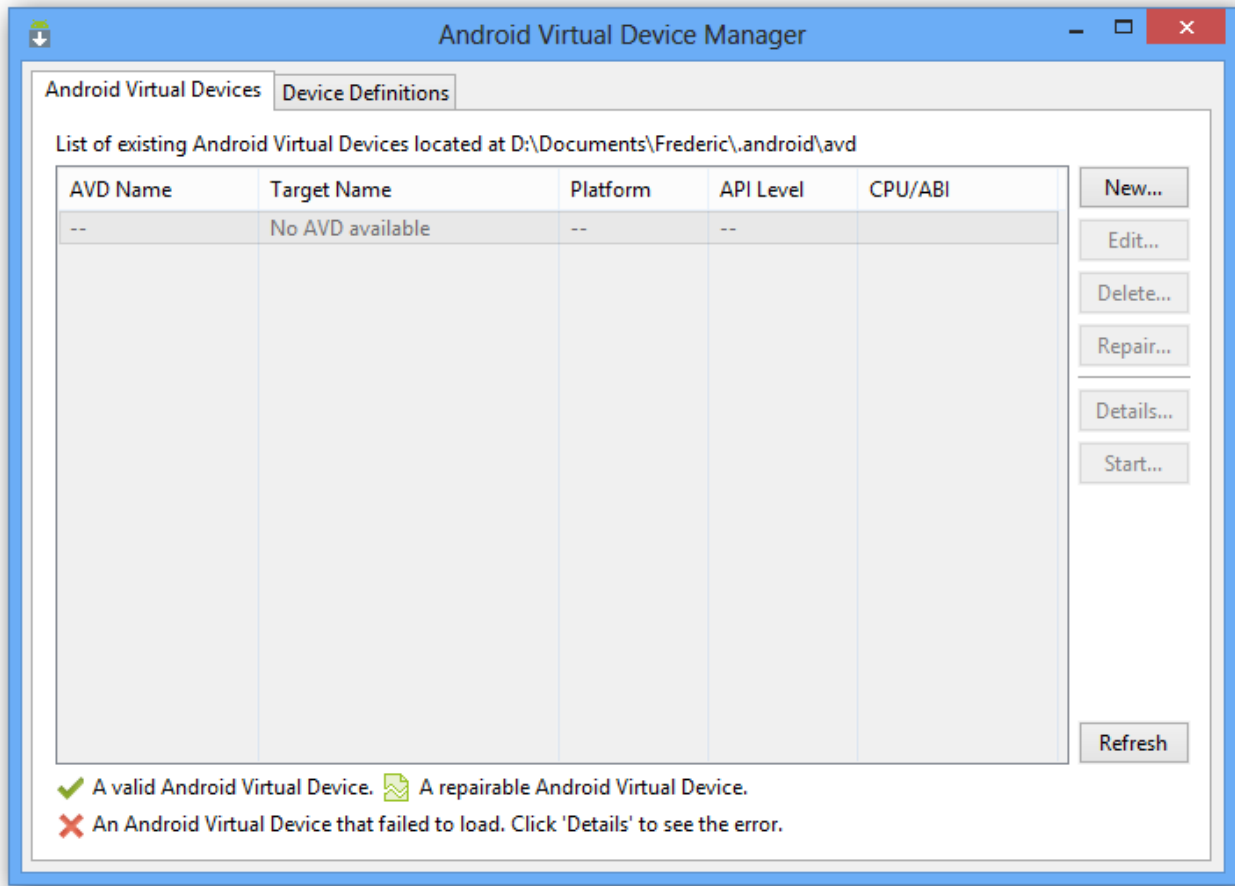 Android Virtual Device Manager
Android Virtual Devices Device Definitions
List of existing Android Virtual Devices located at D:\Documents\Frederic\.android\avd
AVD Name Target Name Platform API Level CPU/ABI
-- No AVD available -- --
New...
Edit...
Delete...
Repair...
Details...
Start...
Refresh
A valid Android Virtual Device. A repairable Android Virtual Device.
An Android Virtual Device that failed to load. Click 'Details' to see the error.